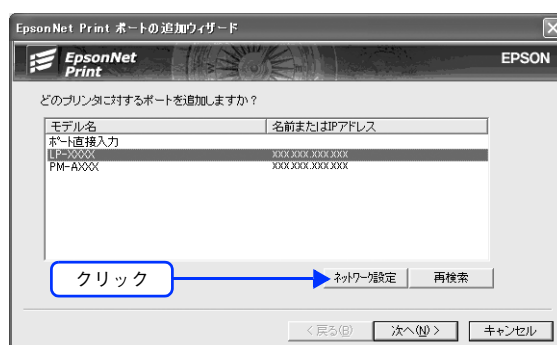 EpsonNet Print ポートの追加ウィザード
EpsonNet
Print
EPSON
どのプリンタに対するポートを追加しますか？
モデル名 名前またはIPアドレス
ポート直接入力
LP-XXXX XXX.XXX.XXX.XXX
PM-AXXX XXX.XXX.XXX.XXX
クリック
ネットワーク設定 再検索
< 戻る(B) 次へ(N) > キャンセル